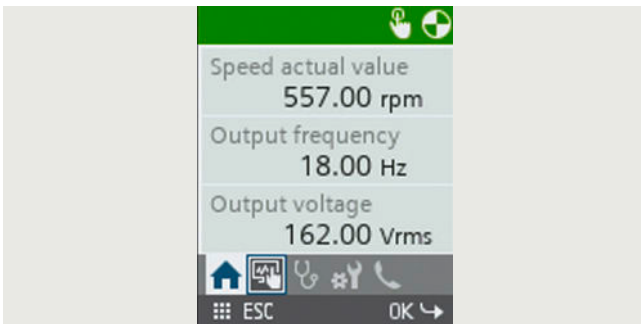 Speed actual value
557.00 rpm
Output frequency
18.00 Hz
Output voltage
162.00 Vrms
ESC OK